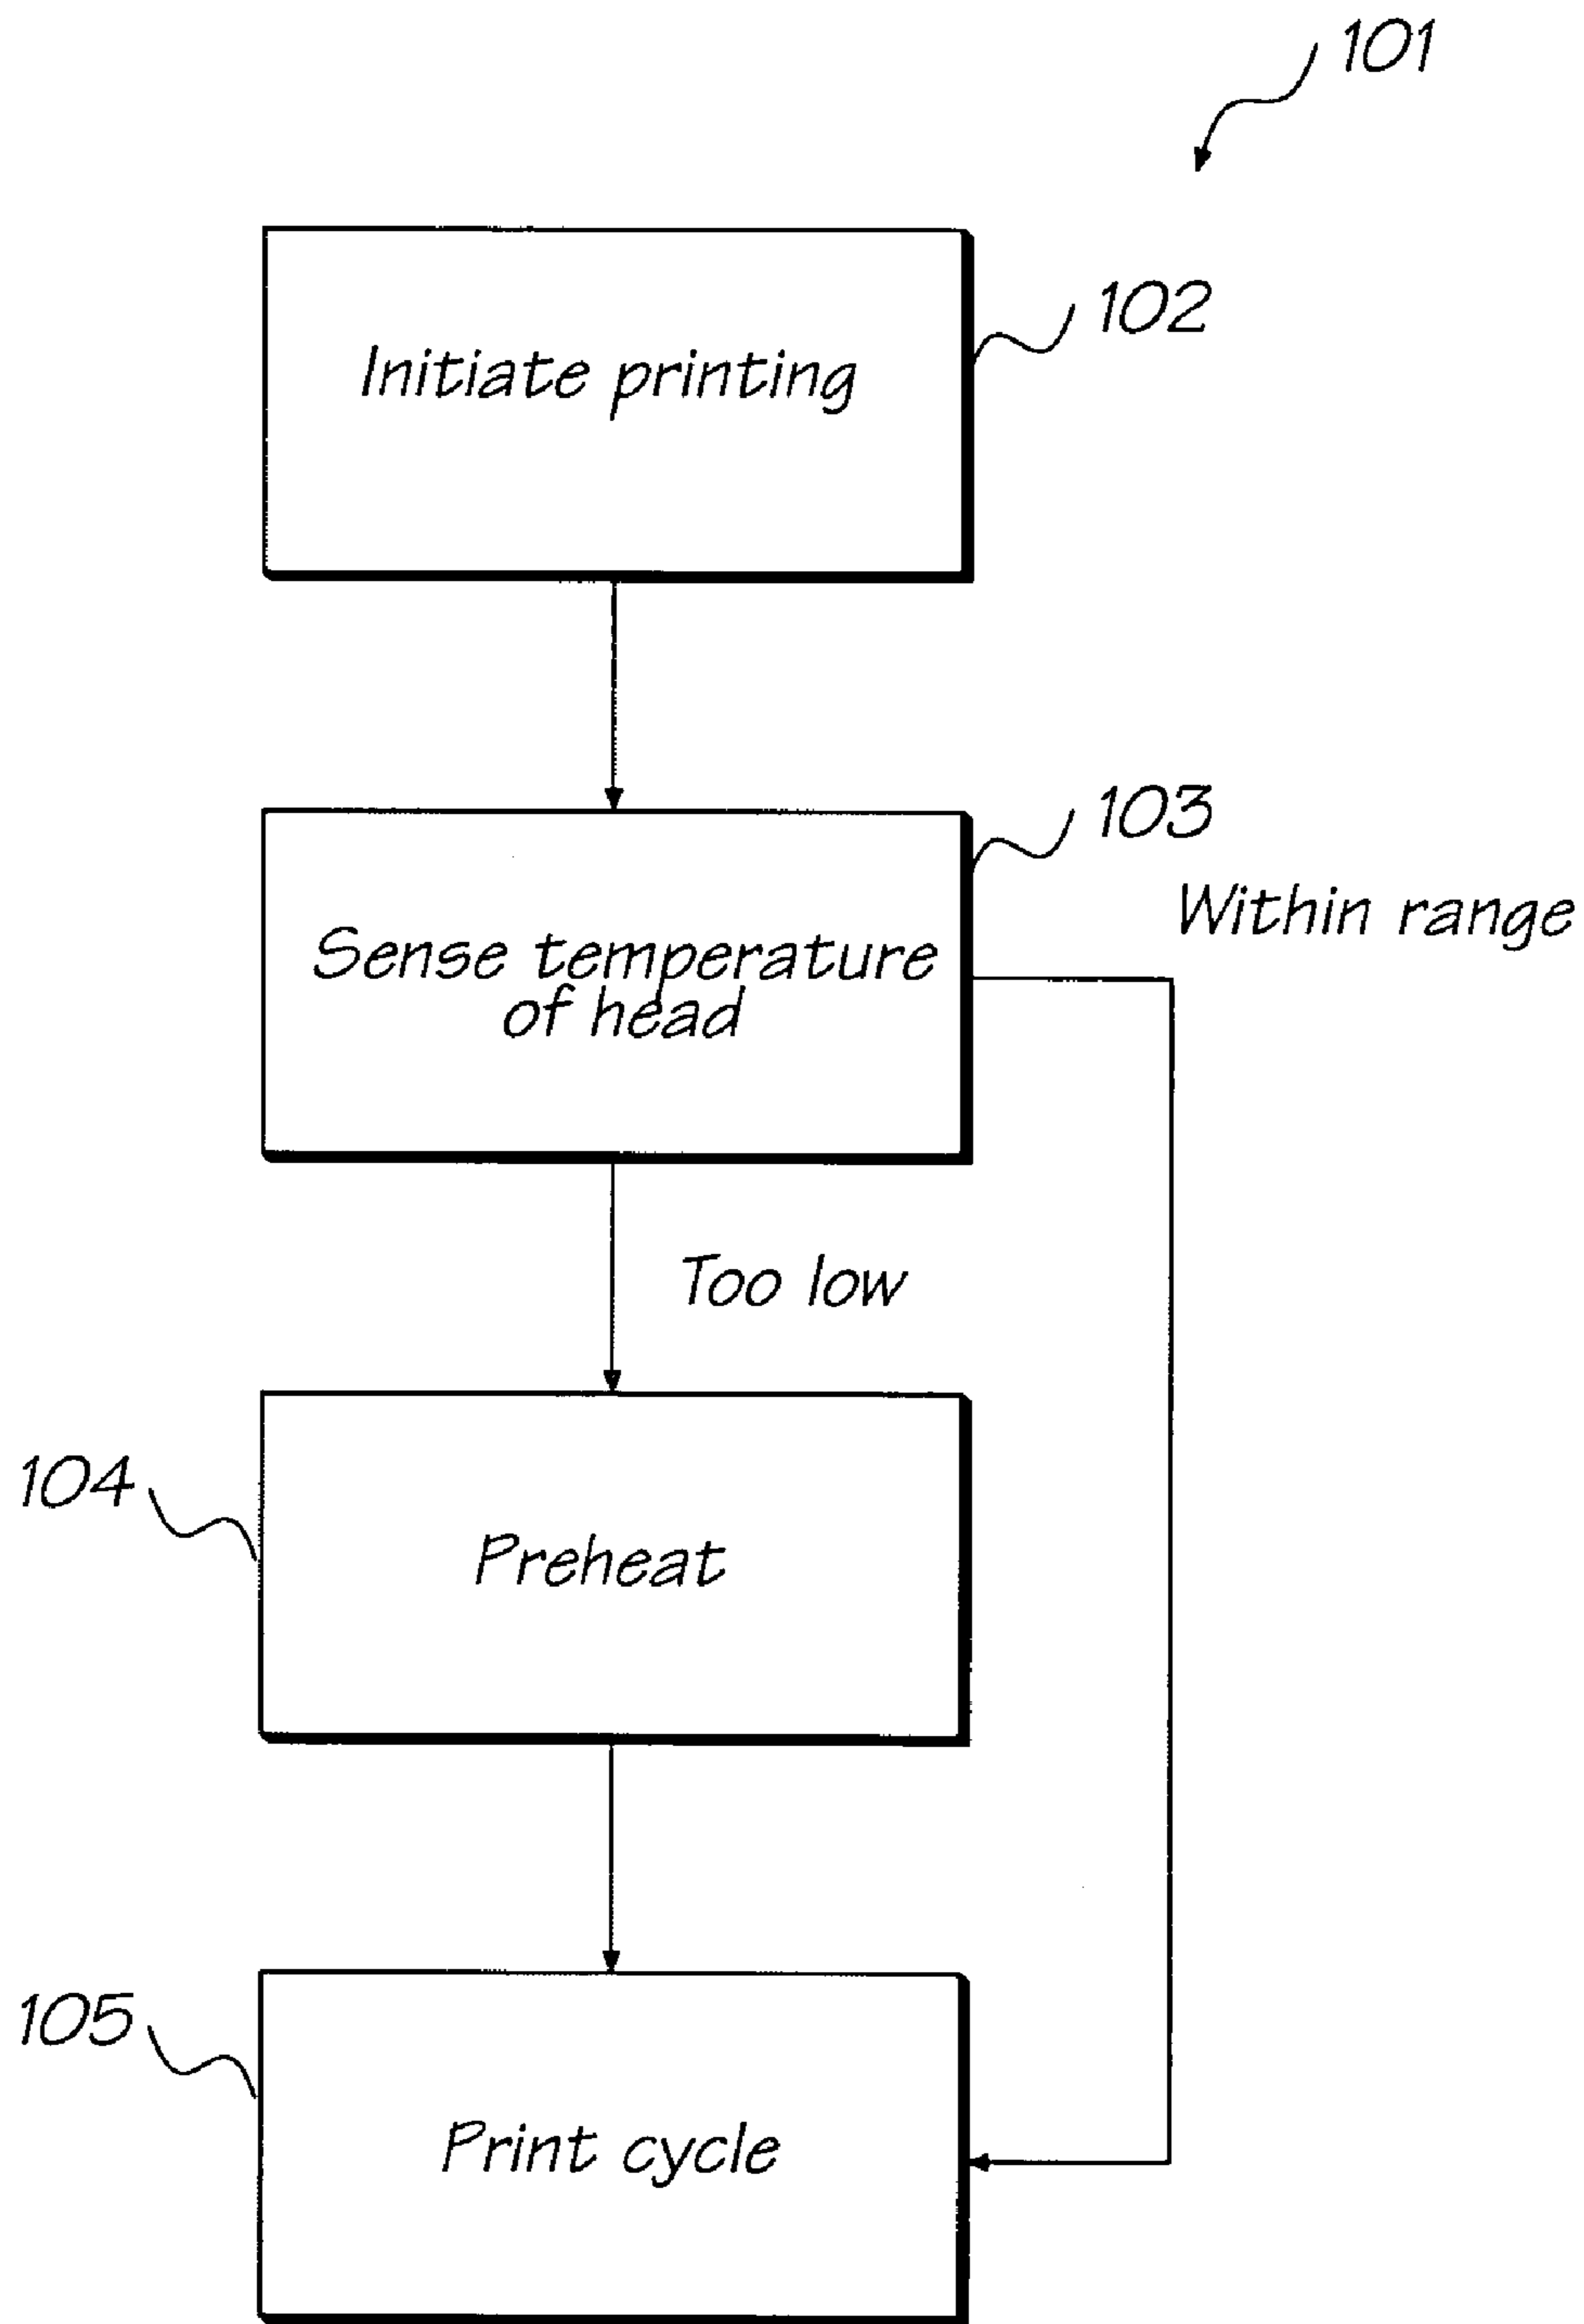 101
Initiate printing
102
103
Within range
Sense temperature
of head
Too low
104
Preheat
105
Print cycle